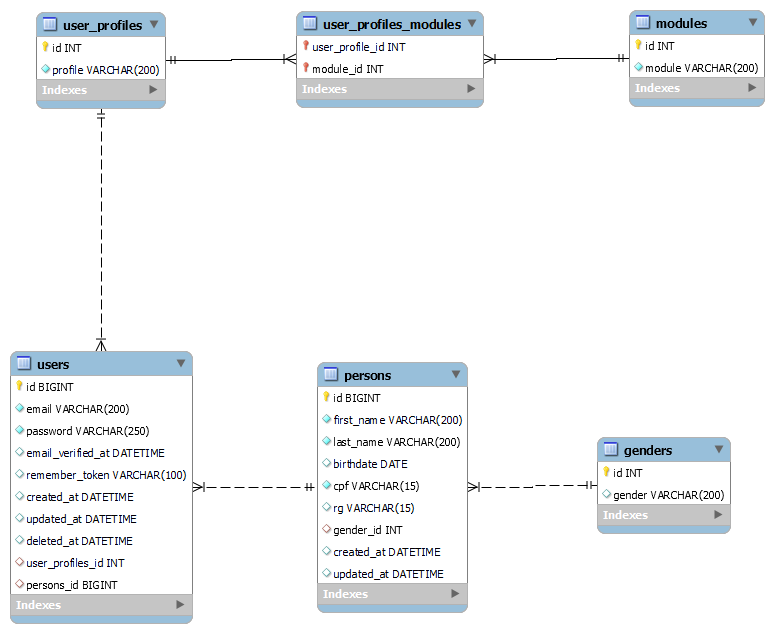 user_profiles
id INT
profile VARCHAR(200)
Indexes
user_profiles_modules
user_profile_id INT
module_id INT
Indexes
modules
id INT
module VARCHAR(200)
Indexes
users
id BIGINT
email VARCHAR(200)
password VARCHAR(250)
email_verified_at DATETIME
remember_token VARCHAR(100)
created_at DATETIME
updated_at DATETIME
deleted_at DATETIME
user_profiles_id INT
persons_id BIGINT
Indexes
persons
id BIGINT
first_name VARCHAR(200)
last_name VARCHAR(200)
birthdate DATE
cpf VARCHAR(15)
rg VARCHAR(15)
gender_id INT
created_at DATETIME
updated_at DATETIME
Indexes
genders
id INT
gender VARCHAR(200)
Indexes